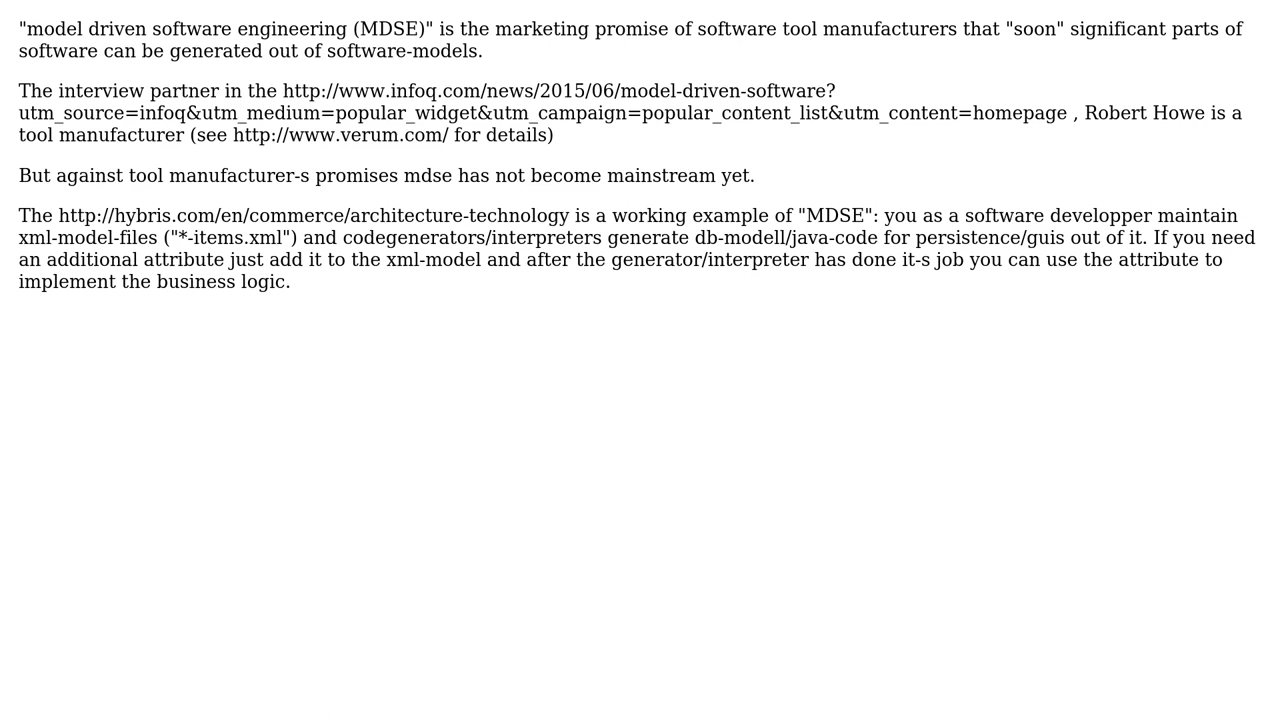 "model driven software engineering (MDSE)" is the marketing promise of software tool manufacturers that "soon" significant parts of
software can be generated out of software-models.
The interview partner in the http://www.infoq.com/news/2015/06/model-driven-software?
utm_source=infoq&utm_medium=popular_widget&utm_campaign=popular_content_list&utm_content=homepage , Robert Howe is a
tool manufacturer (see http://www.verum.com/ for details)
But against tool manufacturer-s promises mdse has not become mainstream yet.
The http://hybris.com/en/commerce/architecture-technology is a working example of "MDSE": you as a software developper maintain
xml-model-files ("*-items.xml") and codegenerators/interpreters generate db-modell/java-code for persistence/guis out of it. If you need
an additional attribute just add it to the xml-model and after the generator/interpreter has done it-s job you can use the attribute to
implement the business logic.